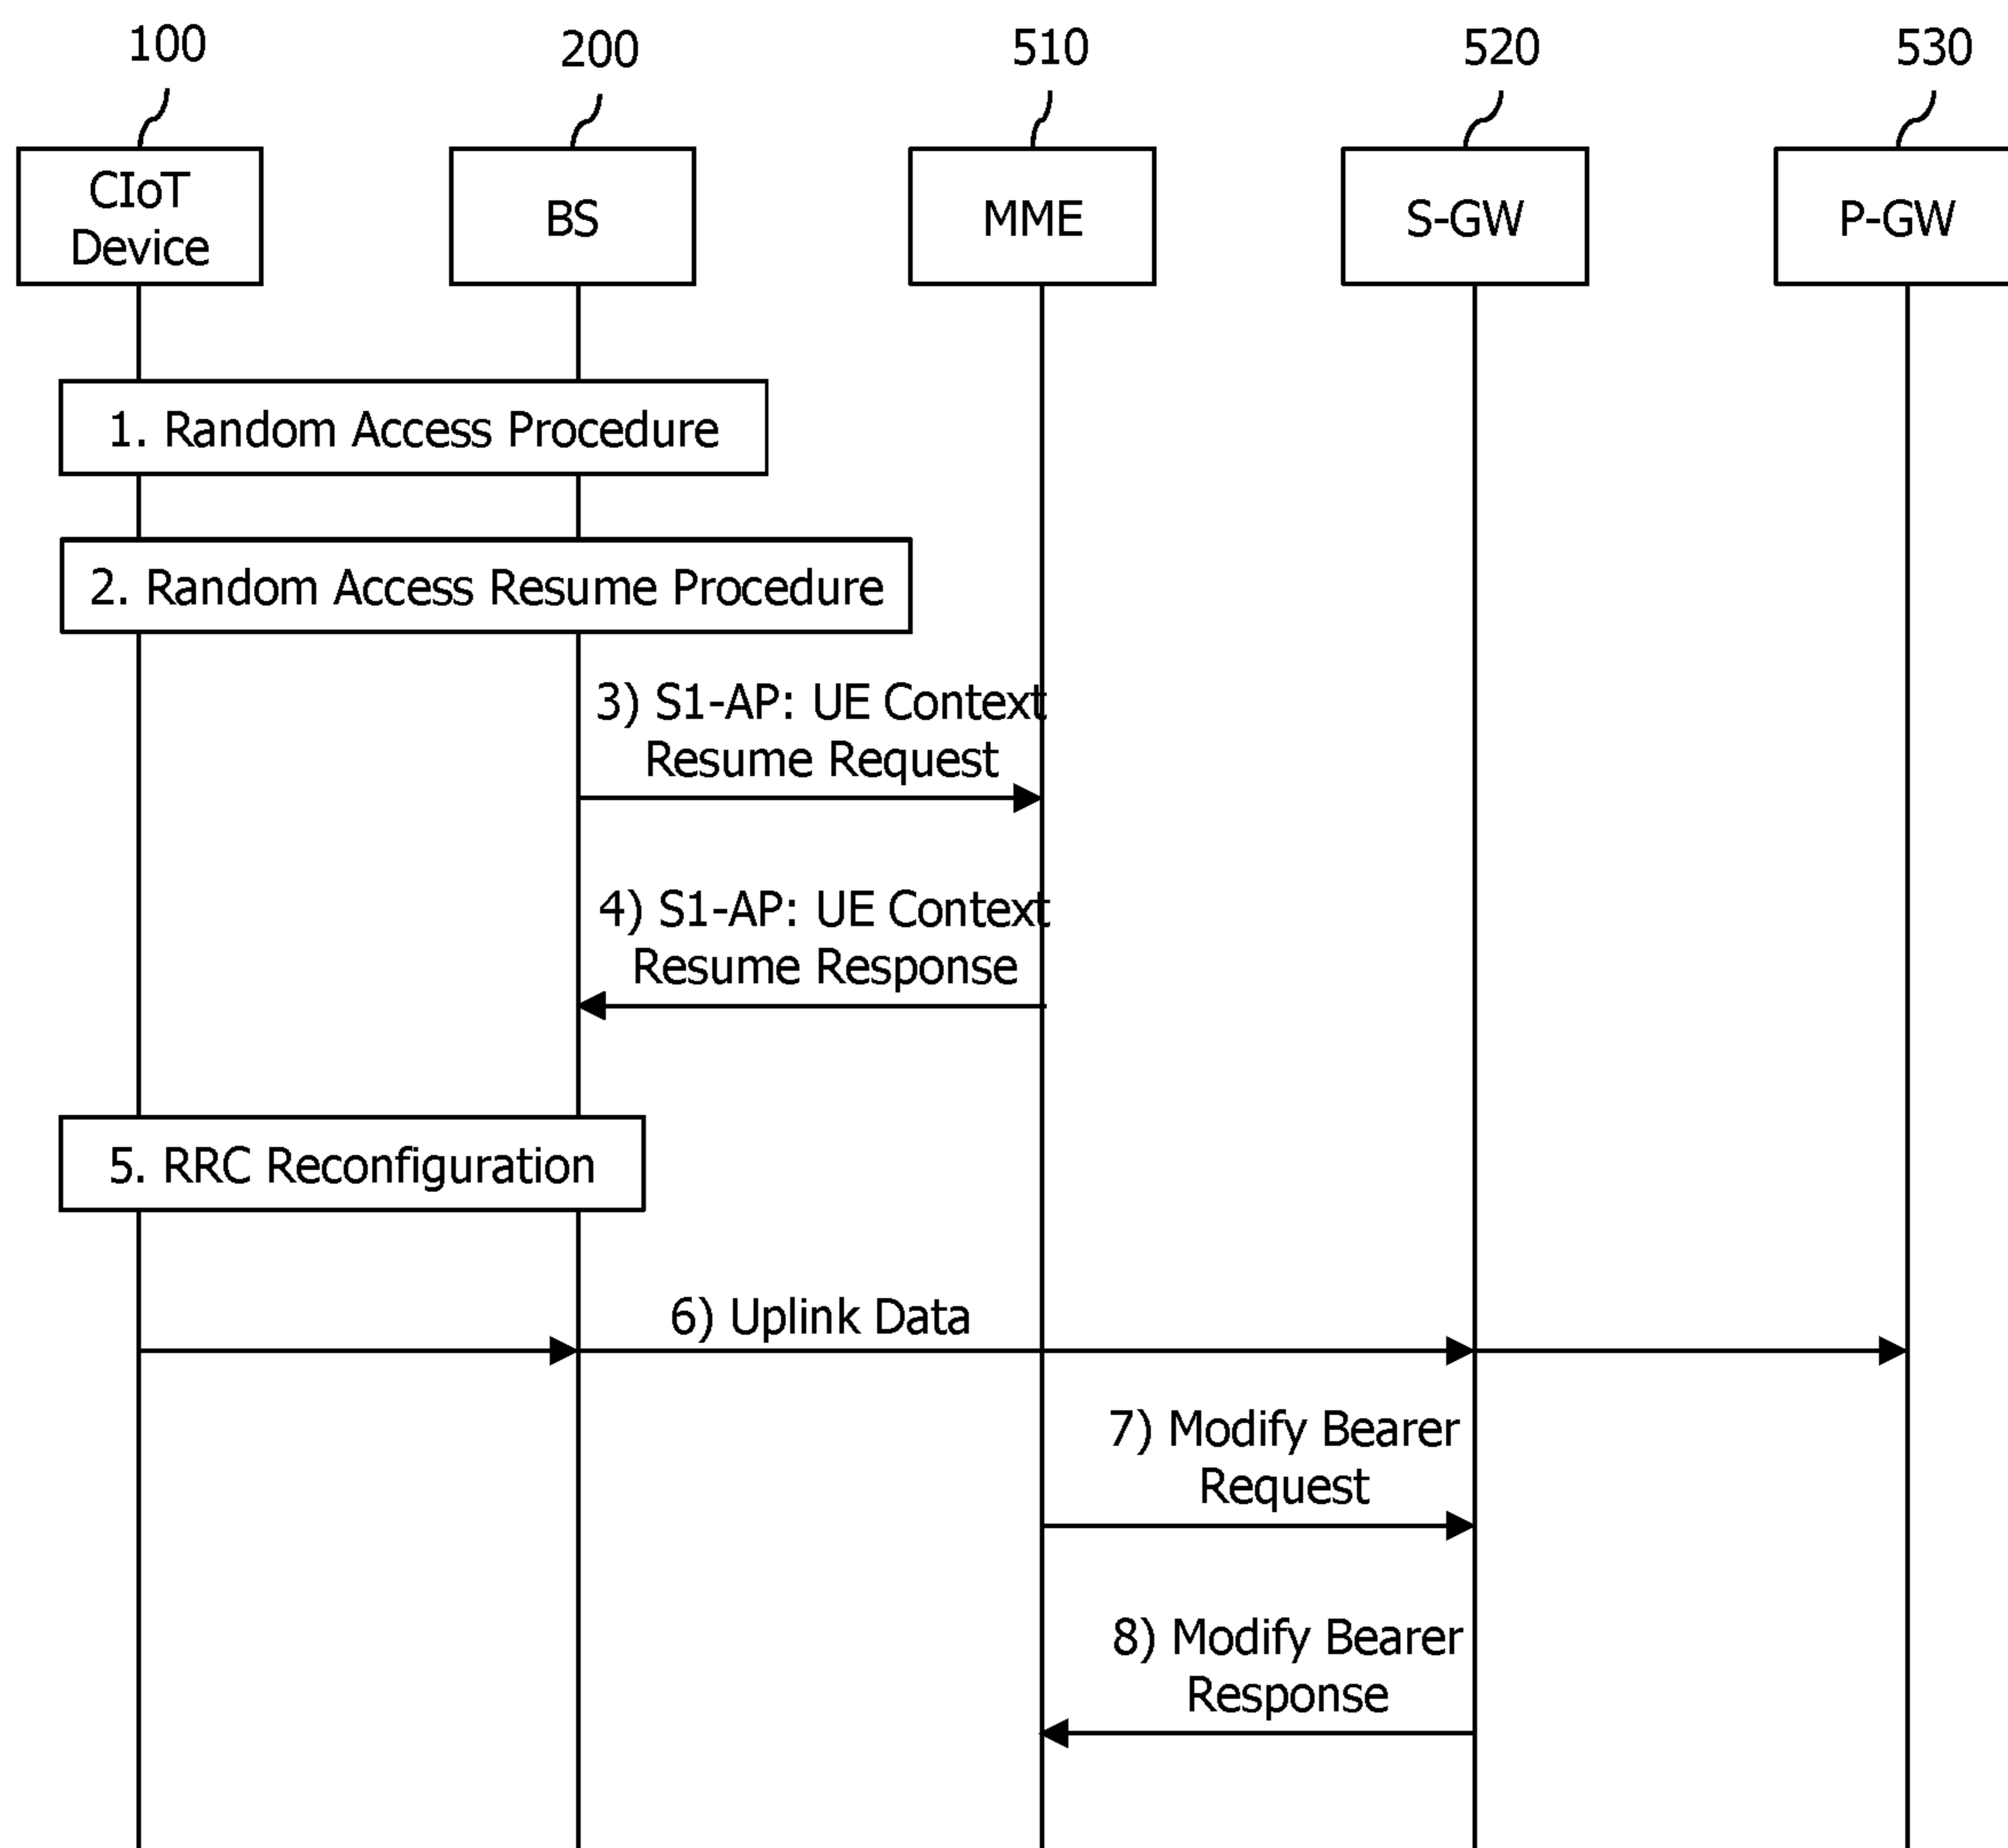 100
200
510
520
530
CIoT
Device
BS
MME
S-GW
P-GW
1. Random Access Procedure
2. Random Access Resume Procedure
3) S1-AP: UE Context
Resume Request
4) S1-AP: UE Context
Resume Response
5. RRC Reconfiguration
6) Uplink Data
7) Modify Bearer
Request
8) Modify Bearer
Response